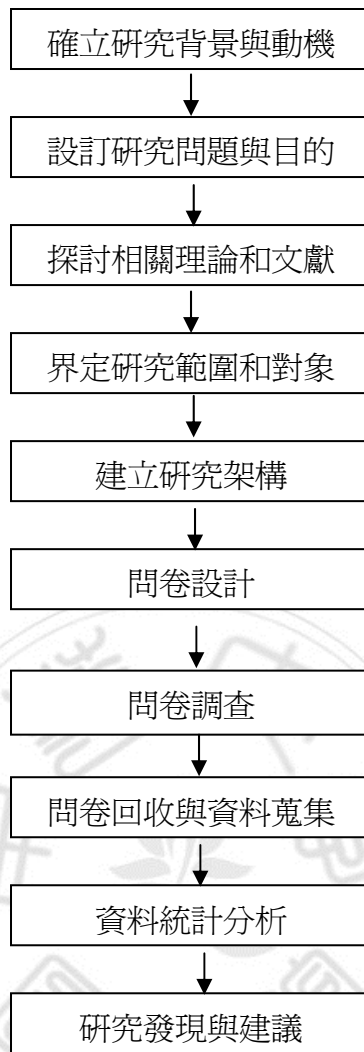 確立研究背景與動機
設訂研究問題與目的
探討相關理論和文獻
界定研究範圍和對象
建立研究架構
問卷設計
問卷調查
問卷回收與資料蒐集
資料統計分析
研究發現與建議